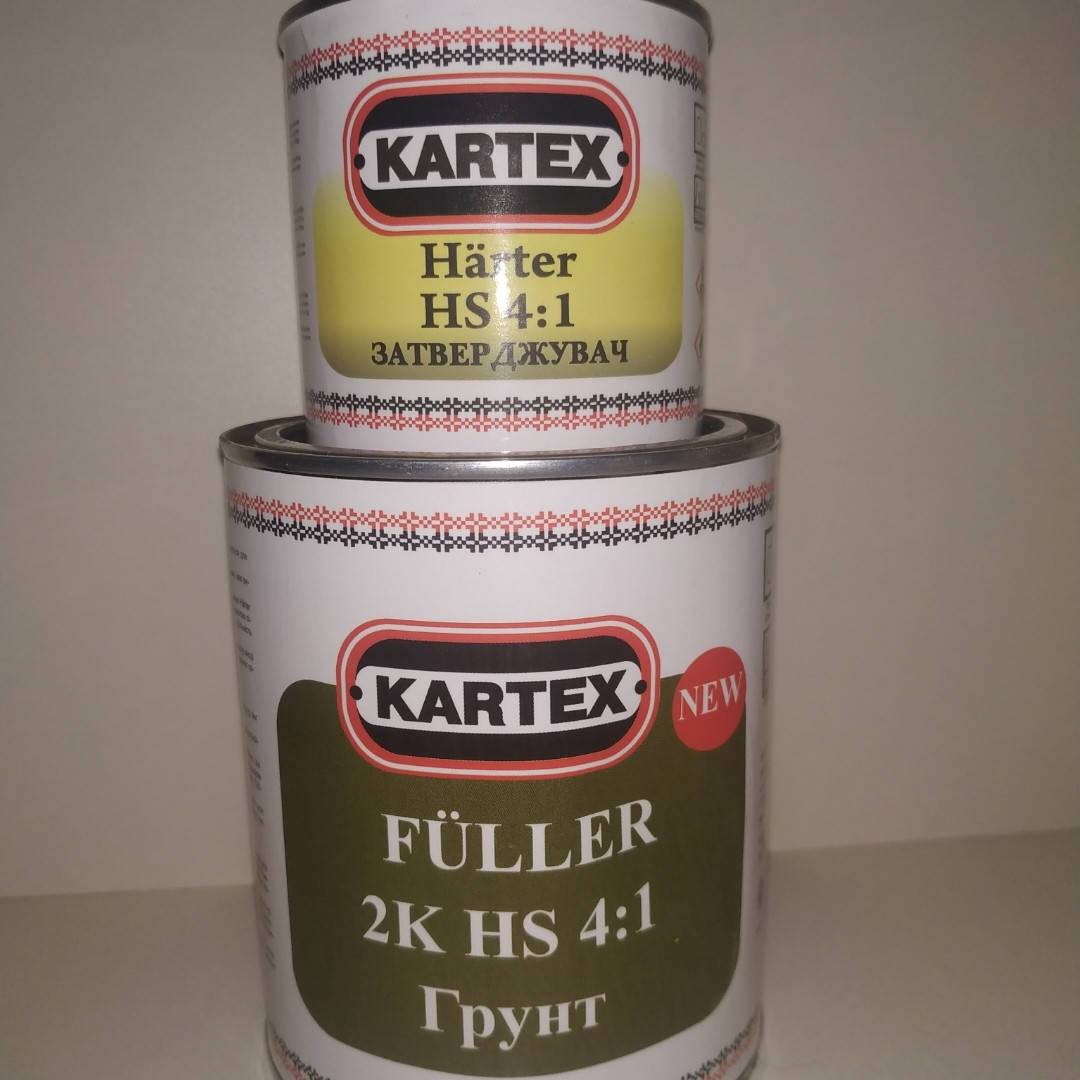 KARTEX
Härter
HS 4:1
ЗАТВЕРДЖУВАЧ
KARTEX
NEW
FÜLLER
2K HS 4:1
Грунт